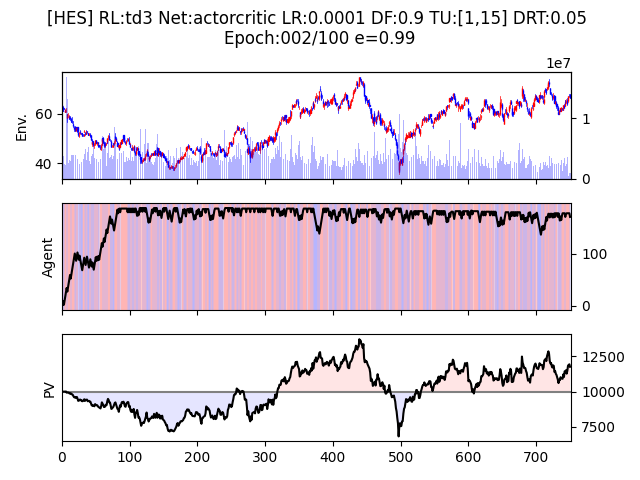 [HES] RL:td3 Net:actorcritic LR:0.0001 DF:0.9 TU:[1,15] DRT:0.05
Epoch:002/100 e=0.99
1e7
Env.
60
40
1
0
Agent
100
0
PV
12500
10000
7500
0 100 200 300 400 500 600 700